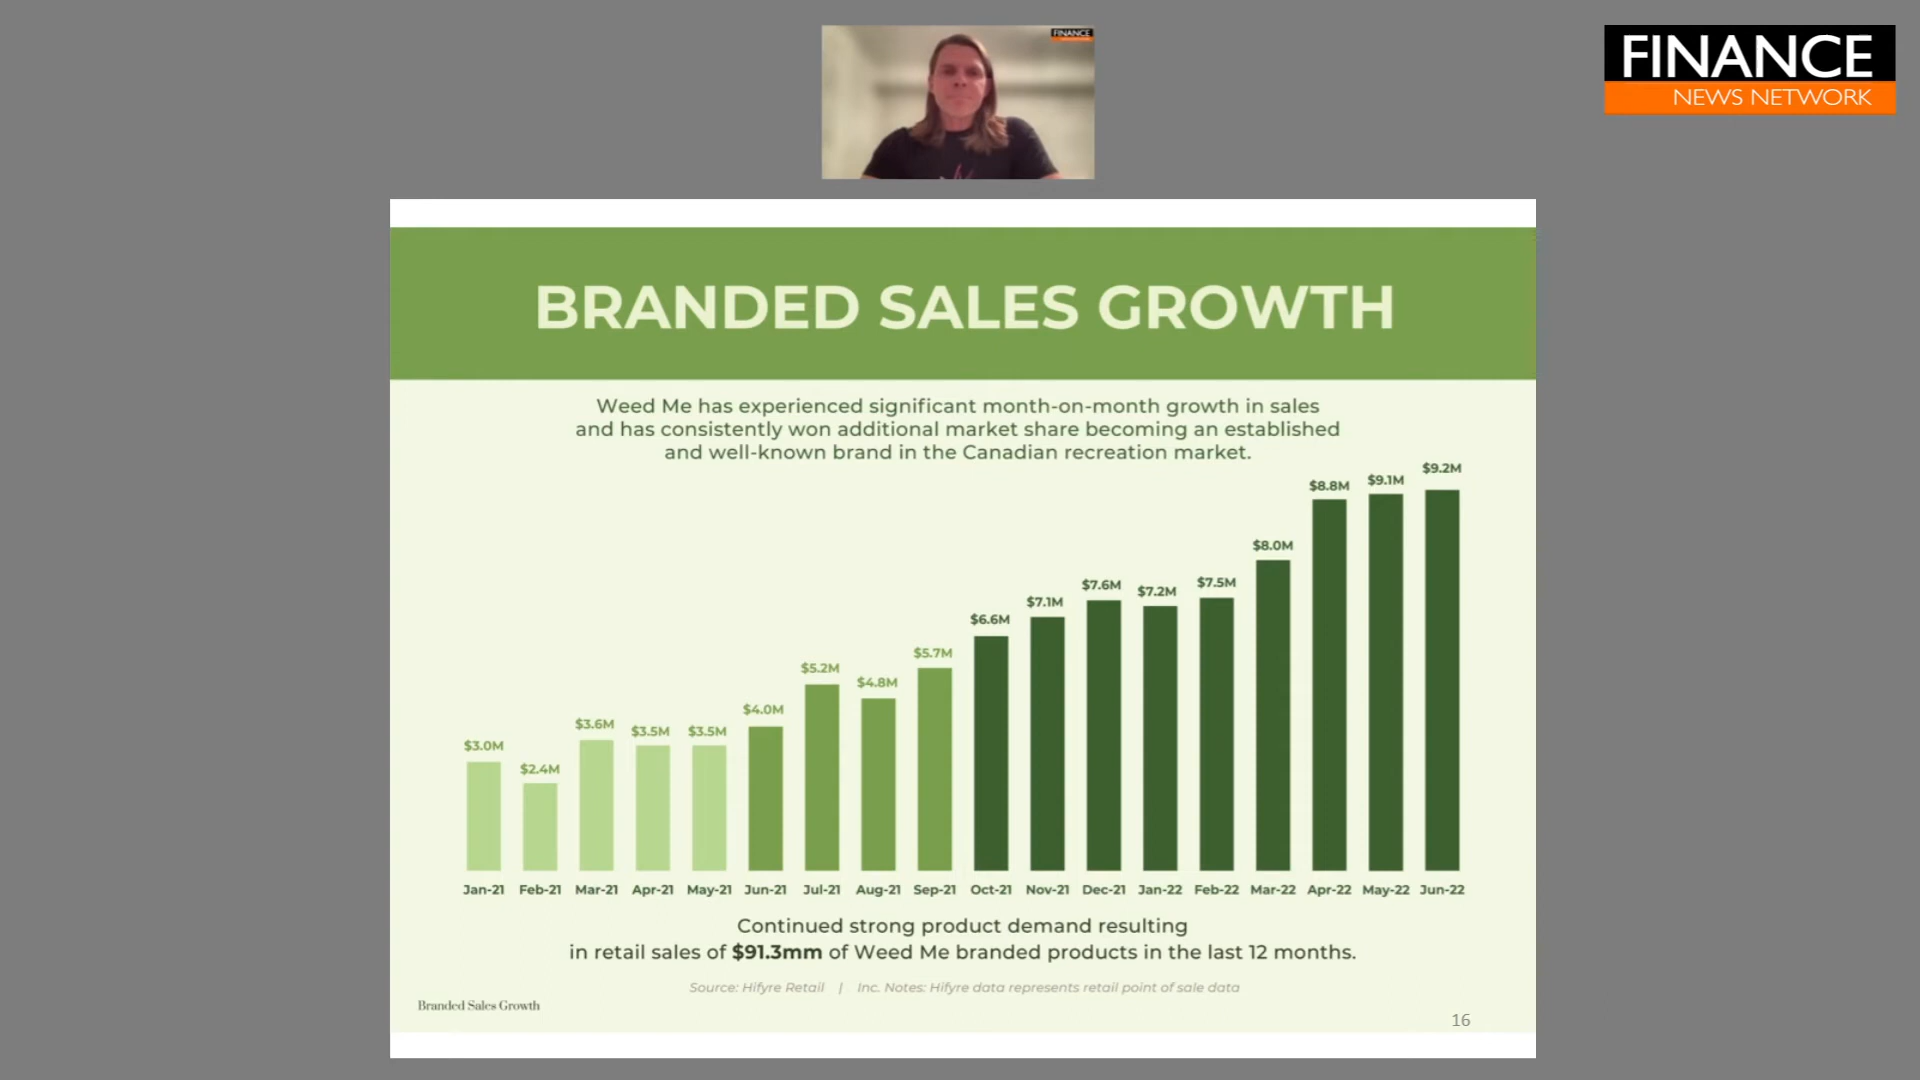 FINANCE
FINANCE
NEWS NETWORK
BRANDED SALES GROWTH
Weed Me has experienced significant month-on-month growth in sales
and has consistently won additional market share becoming an established
and well-known brand in the Canadian recreation market.
$3.0M $2.4M $3.6M $3.5M $3.5M $4.0M $5.2M $4.8M $5.7M $6.6M $7.1M $7.6M $7.2M $7.5M $8.0M $8.8M $9.1M $9.2M
Jan-21 Feb-21 Mar-21 Apr-21 May-21 Jun-21 Jul-21 Aug-21 Sep-21 Oct-21 Nov-21 Dec-21 Jan-22 Feb-22 Mar-22 Apr-22 May-22 Jun-22
Continued strong product demand resulting
in retail sales of $91.3mm of Weed Me branded products in the last 12 months.
Source: Hifyre Retail | Inc. Notes: Hifyre data represents retail point of sale data
Branded Sales Growth
16